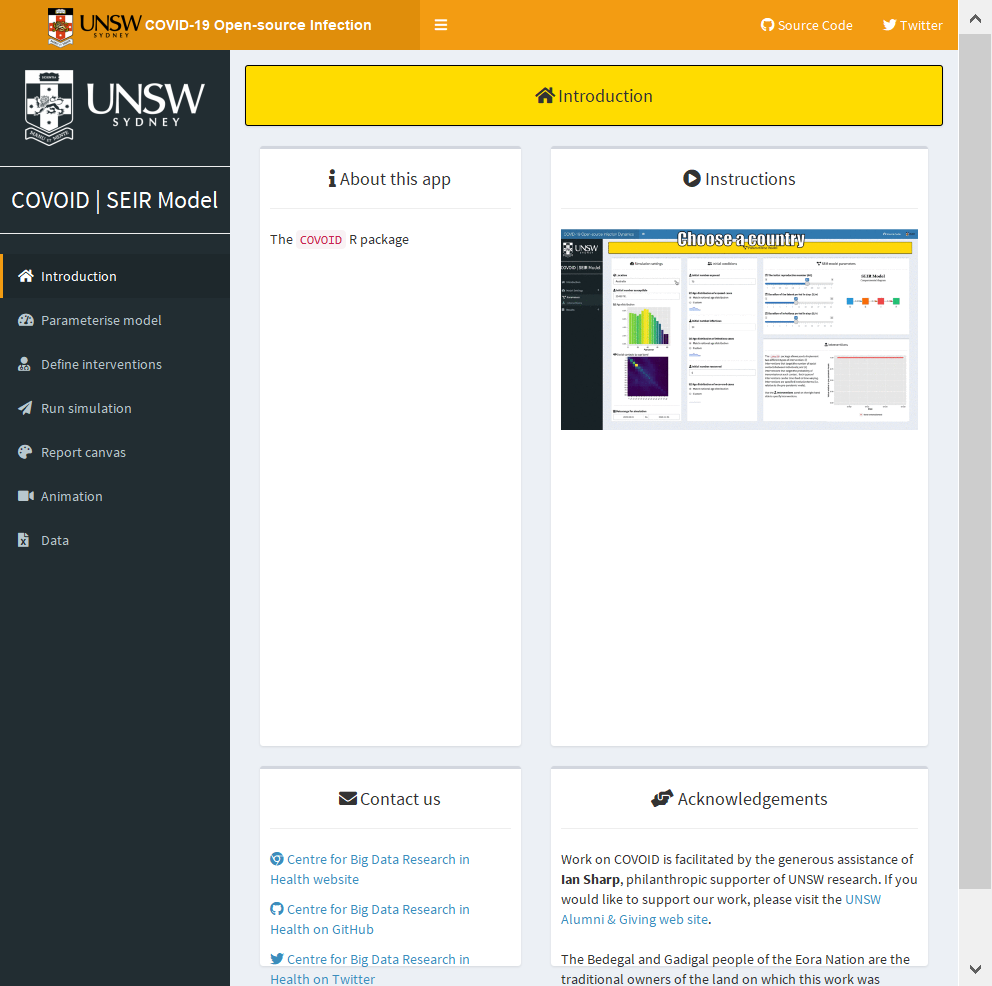 UNSW
SYDNEY
COVID-19 Open-source Infection
Source Code
Twitter
UNSW
SYDNEY
COVOID | SEIR Model
Introduction
Parameterise model
Define interventions
Run simulation
Report canvas
Animation
Data
Introduction
About this app
The COVOID R package
Instructions
Choose a country
UNSW
COVOID | SEIR Model
SEIR Model
Contact us
Centre for Big Data Research in
Health website
Centre for Big Data Research in
Health on GitHub
Centre for Big Data Research in
Health on Twitter
Acknowledgements
Work on COVOID is facilitated by the generous assistance of
Ian Sharp, philanthropic supporter of UNSW research. If you
would like to support our work, please visit the UNSW
Alumni & Giving web site.
The Bedegal and Gadigal people of the Eora Nation are the
traditional owners of the land on which this work was